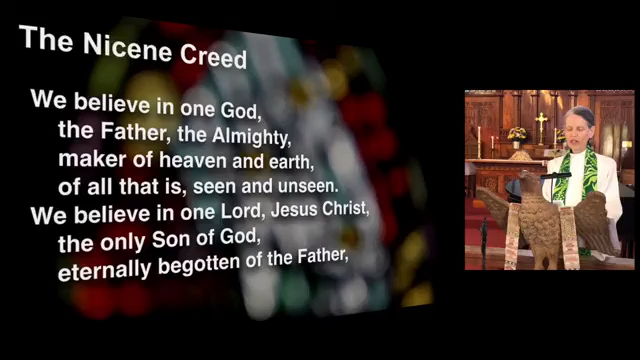 The Nicene Creed
We believe in one God,
the Father, the Almighty,
maker of heaven and earth,
of all that is, seen and unseen.
We believe in one Lord, Jesus Christ,
the only Son of God,
eternally begotten of the Father,